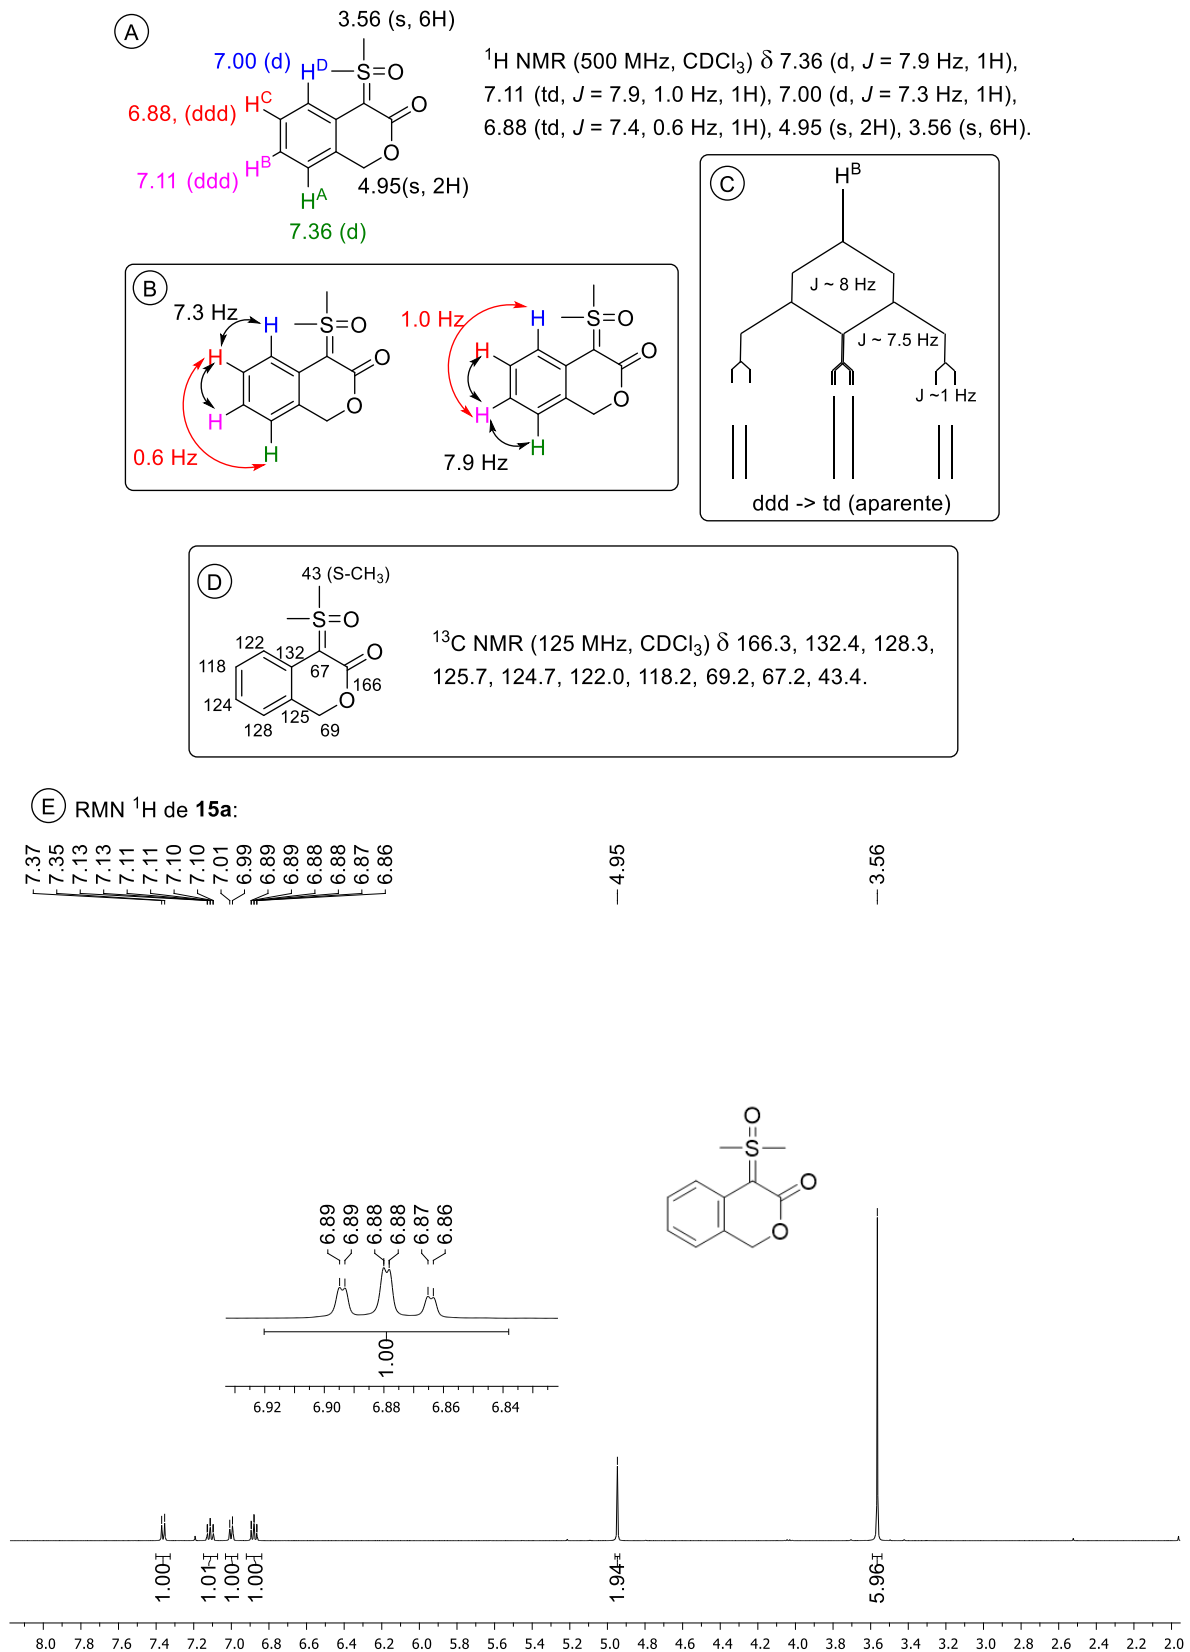 A
3.56 (s, 6H)
7.00 (d)
Hᴰ
S=O
Hᶜ
6.88, (ddd)
O
O
Hᴮ
7.11 (ddd)
4.95(s, 2H)
Hᴬ
7.36 (d)
¹H NMR (500 MHz, CDCl₃) δ 7.36 (d, J = 7.9 Hz, 1H),
7.11 (td, J = 7.9, 1.0 Hz, 1H), 7.00 (d, J = 7.3 Hz, 1H),
6.88 (td, J = 7.4, 0.6 Hz, 1H), 4.95 (s, 2H), 3.56 (s, 6H).
B
7.3 Hz
H
S=O
H
O
O
H
H
0.6 Hz
1.0 Hz
H
S=O
H
O
O
H
H
7.9 Hz
C
Hᴮ
J ~ 8 Hz
J ~ 7.5 Hz
J ~1 Hz
ddd -> td (aparente)
D
43 (S-CH₃)
S=O
122
132
O
118
67
166
124
O
125
128
69
¹³C NMR (125 MHz, CDCl₃) δ 166.3, 132.4, 128.3,
125.7, 124.7, 122.0, 118.2, 69.2, 67.2, 43.4.
E
RMN ¹H de 15a:
7.37
7.35
7.13
7.13
7.11
7.11
7.10
7.10
7.01
6.99
6.89
6.89
6.88
6.88
6.87
6.86
4.95
3.56
O
S
O
O
6.89
6.89
6.88
6.88
6.87
6.86
1.00
6.92 6.90 6.88 6.86 6.84
1.00
1.01
1.00
1.00
1.94
5.96
8.0 7.8 7.6 7.4 7.2 7.0 6.8 6.6 6.4 6.2 6.0 5.8 5.6 5.4 5.2 5.0 4.8 4.6 4.4 4.2 4.0 3.8 3.6 3.4 3.2 3.0 2.8 2.6 2.4 2.2 2.0